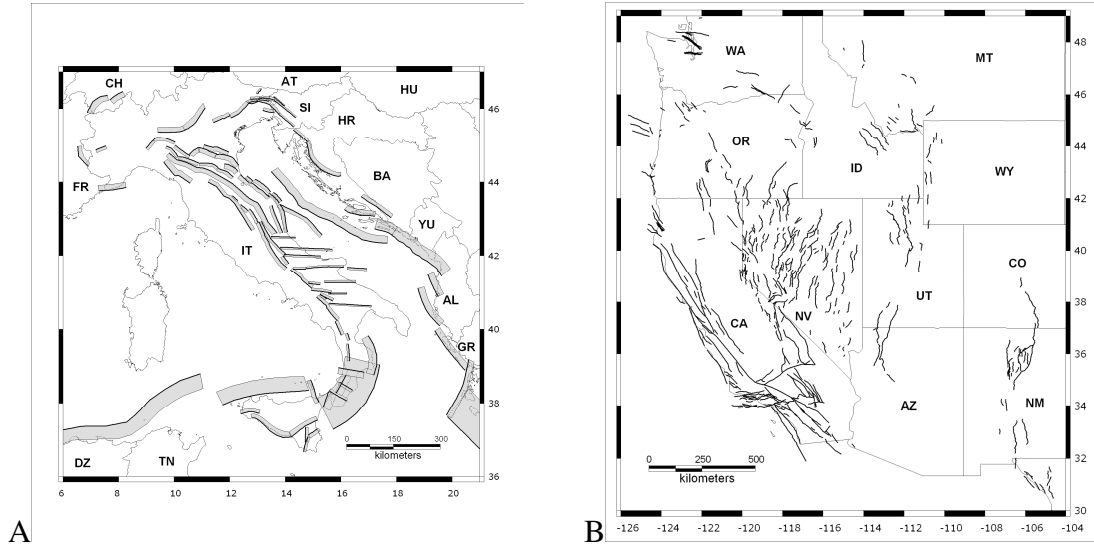 CH
AT
HU
SI
HR
BA
FR
YU
IT
AL
GR
DZ
TN
0 150 300
kilometers
46
44
42
40
38
36
6 8 10 12 14 16 18 20
A
WA
MT
OR
ID
WY
CA
NV
UT
CO
AZ
NM
0 250 500
kilometers
48
46
44
42
40
38
36
34
32
30
-126 -124 -122 -120 -118 -116 -114 -112 -110 -108 -106 -104
B